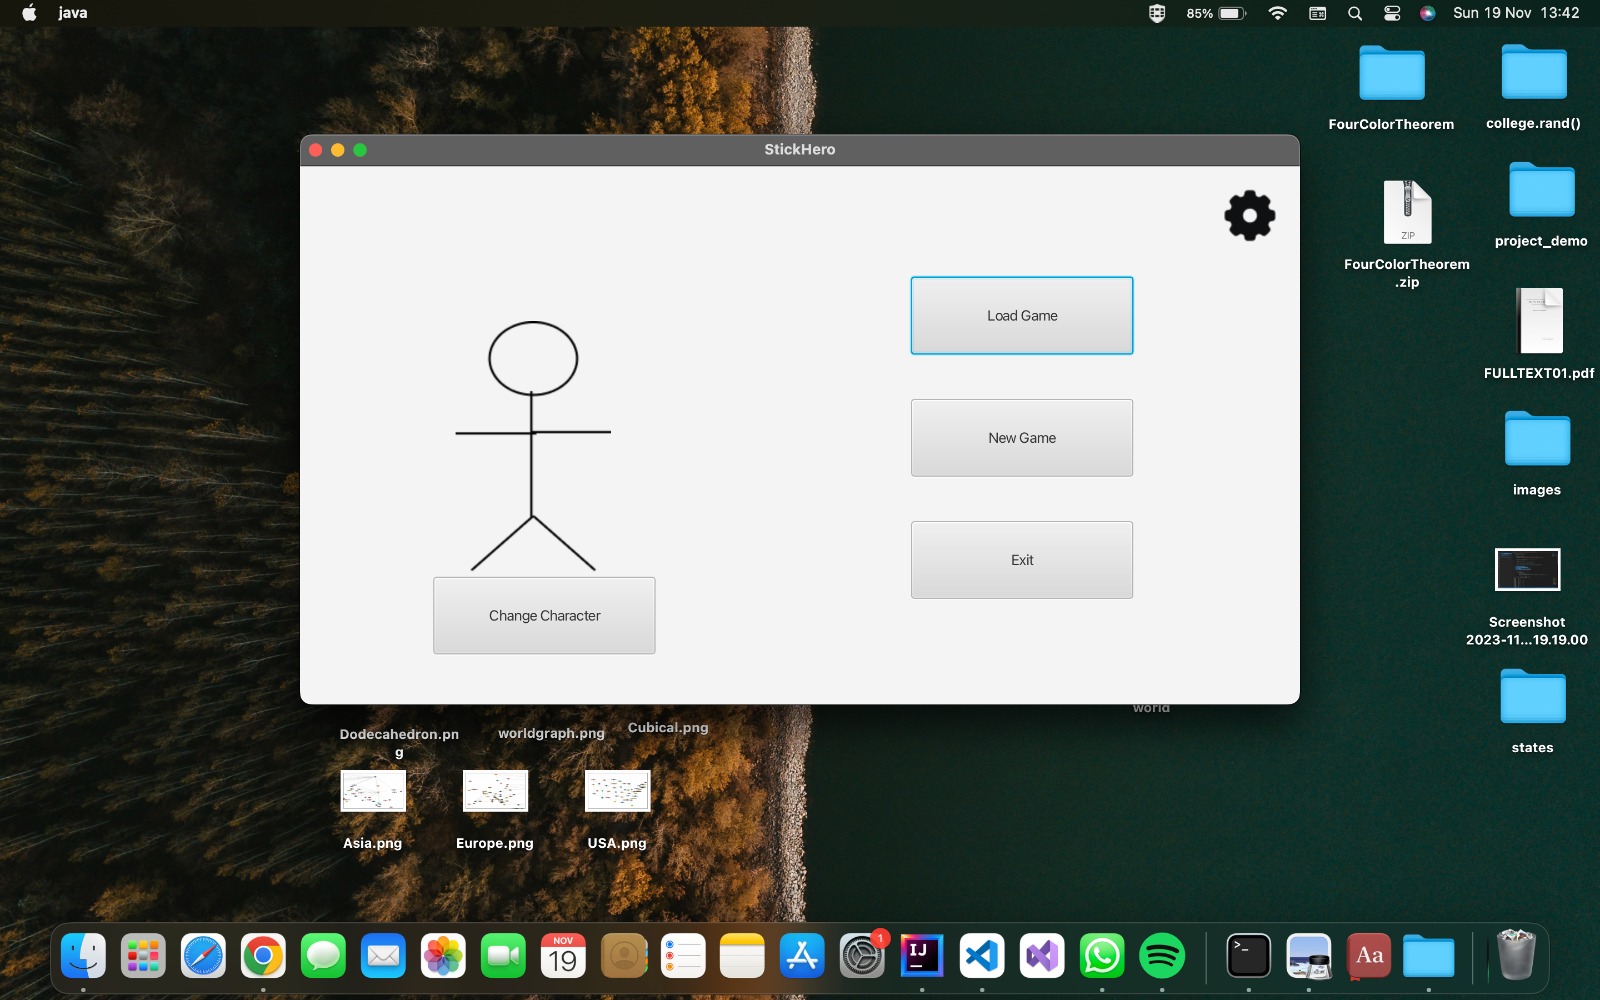 java
85%
Sun 19 Nov 13:42
FourColorTheorem
college.rand()
StickHero
ZIP
FourColorTheorem
.zip
project_demo
Load Game
FULLTEXT01.pdf
New Game
images
Exit
Change Character
Screenshot
2023-11...19.19.00
world
Dodecahedron.pn
g
worldgraph.png
Cubical.png
states
Asia.png
Europe.png
USA.png
NOV
19
1
IJ
>_
Aa